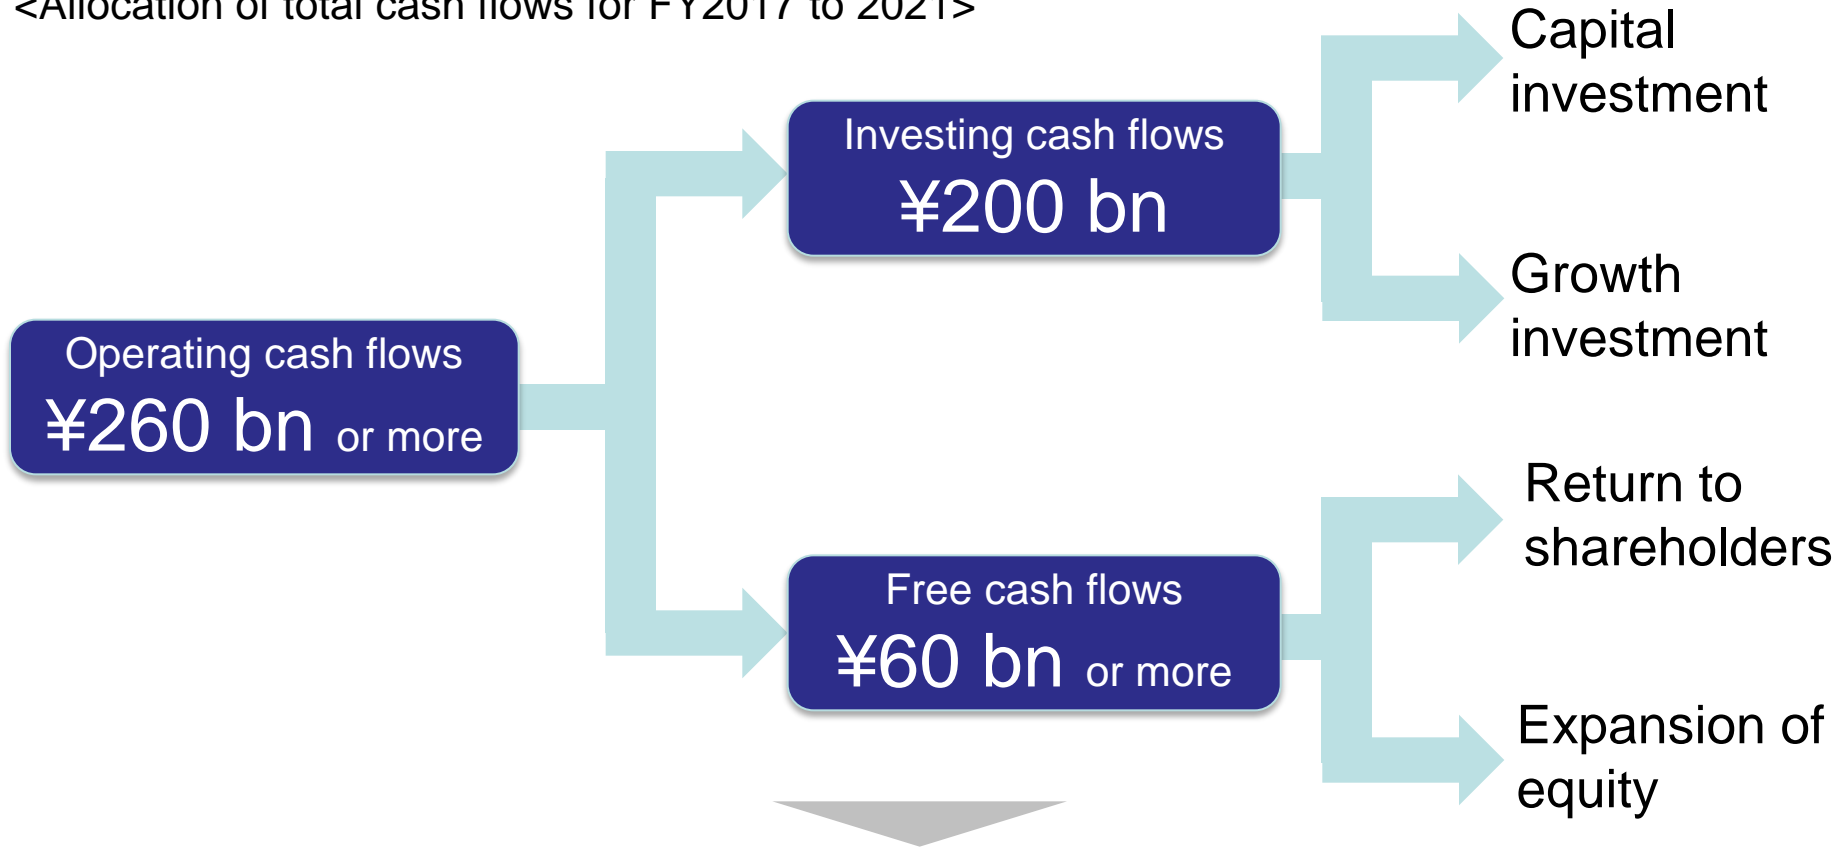 <Allocation of total cash flows for FY2017 to 2021>
Capital
investment
Investing cash flows
¥200 bn
Growth
investment
Operating cash flows
¥260 bn or more
Return to
shareholders
Free cash flows
¥60 bn or more
Expansion of
equity